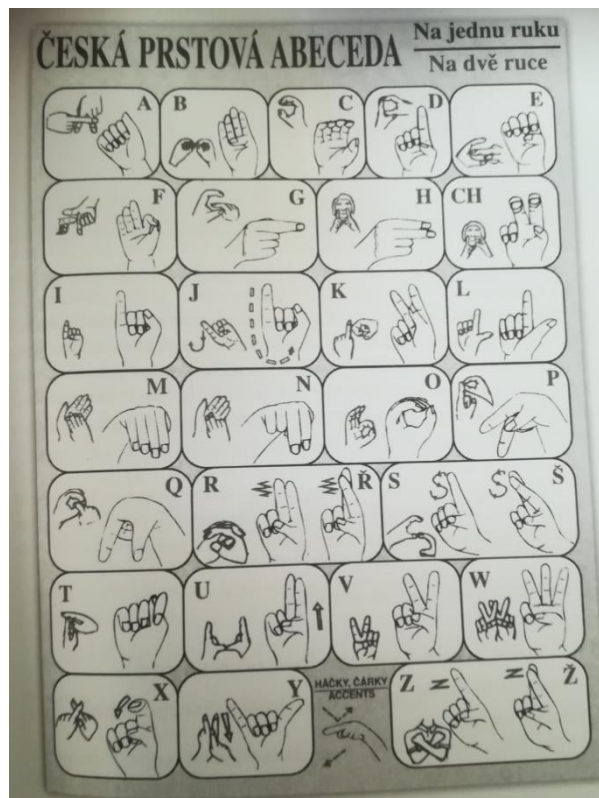 ČESKÁ PRSTOVÁ ABECEDA
Na jednu ruku
Na dvě ruce
A B C D E
F G H CH
I J K L
M N O P
Q R Ř S Š
T U V W
X Y HÁČKY, ČÁRKY Z Ž
ACCENTS